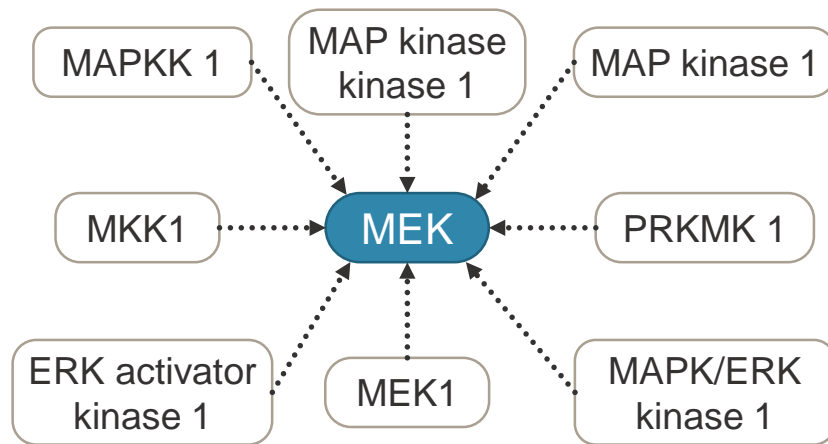 MAPKK 1
MAP kinase
kinase 1
MAP kinase 1
MKK1
MEK
PRKMK 1
ERK activator
kinase 1
MEK1
MAPK/ERK
kinase 1